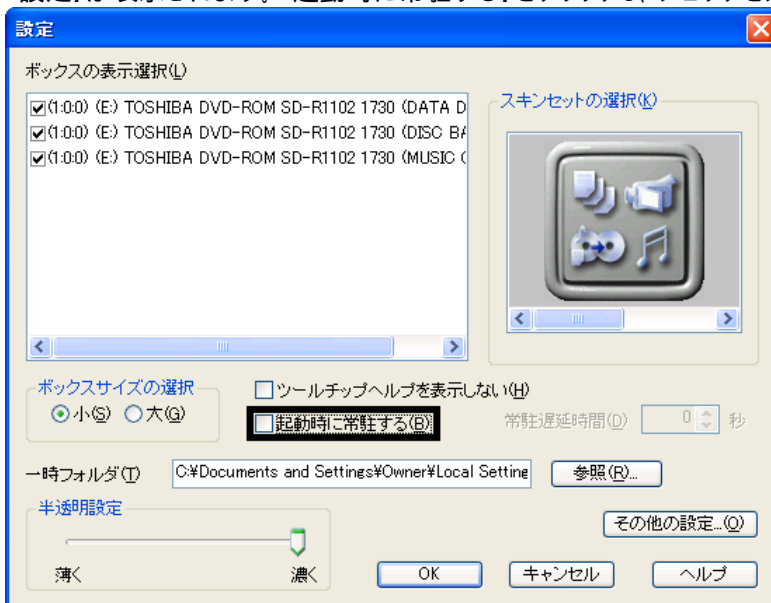 設定
ボックスの表示選択(L)
(1:0:0) (E:) TOSHIBA DVD-ROM SD-R1102 1730 (DATA D
(1:0:0) (E:) TOSHIBA DVD-ROM SD-R1102 1730 (DISC BA
(1:0:0) (E:) TOSHIBA DVD-ROM SD-R1102 1730 (MUSIC
スキンセットの選択(K)
ボックスサイズの選択
小(S) 大(G)
ツールチップヘルプを表示しない(H)
起動時に常駐する(B)
常駐遅延時間(D) 0 秒
一時フォルダ(T) C:¥Documents and Settings¥Owner¥Local Setting 参照(R)...
半透明設定
薄く 濃く
その他の設定...(O)
OK キャンセル ヘルプ